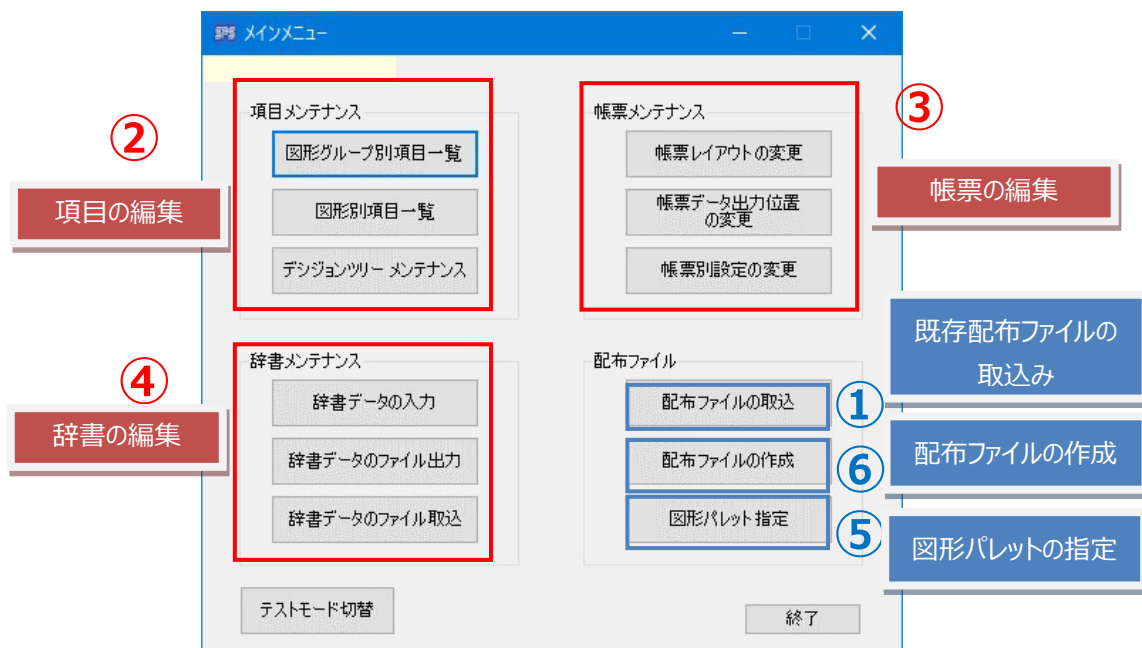 SPS メインメニュー
②
項目の編集
項目メンテナンス
図形グループ別項目一覧
図形別項目一覧
デシジョンツリー メンテナンス
帳票メンテナンス
帳票レイアウトの変更
帳票データ出力位置
の変更
帳票別設定の変更
③
帳票の編集
④
辞書の編集
辞書メンテナンス
辞書データの入力
辞書データのファイル出力
辞書データのファイル取込
配布ファイル
配布ファイルの取込
配布ファイルの作成
図形パレット指定
①
既存配布ファイルの
取込み
⑥
配布ファイルの作成
⑤
図形パレットの指定
テストモード切替
終了